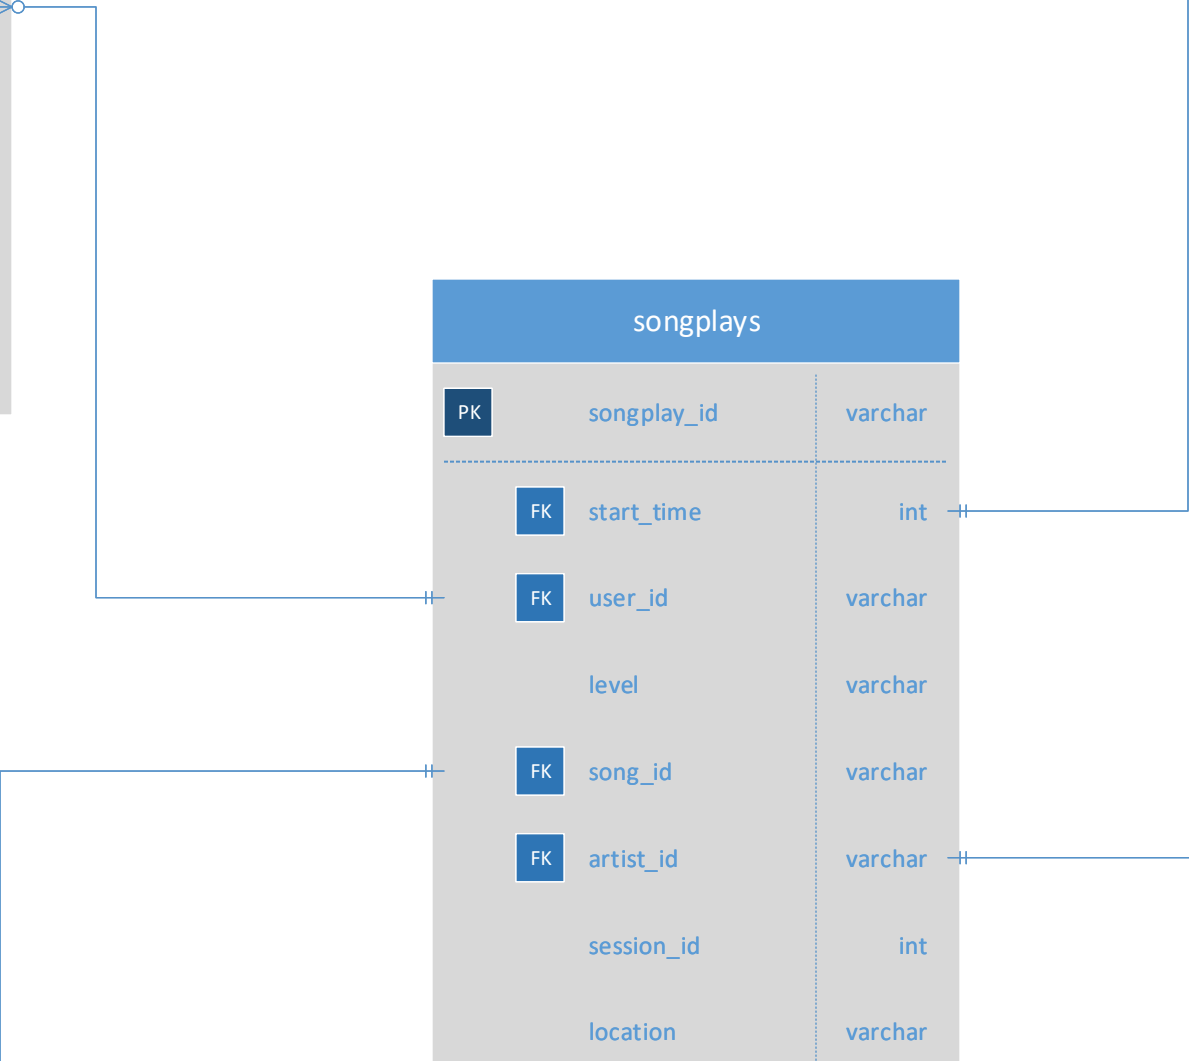 songplays
PK songplay_id varchar
FK start_time int
FK user_id varchar
level varchar
FK song_id varchar
FK artist_id varchar
session_id int
location varchar